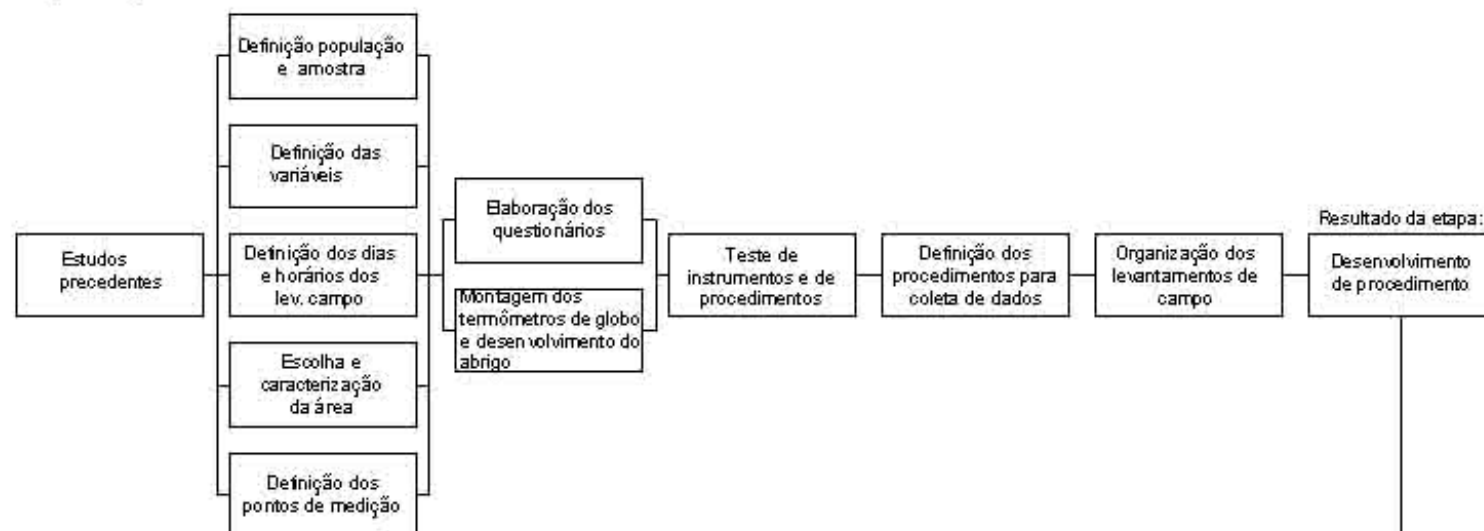 Definição população
e amostra
Definição das
variáveis
Estudos
precedentes
Definição dos dias
e horários dos
lev. campo
Escolha e
caracterização
da área
Definição dos
pontos de medição
Elaboração dos
questionários
Montagem dos
termômetros de globo
e desenvolvimento do
abrigo
Teste de
instrumentos e de
procedimentos
Definição dos
procedimentos para
coleta de dados
Organização dos
levantamentos de
campo
Resultado da etapa:
Desenvolvimento
de procedimento